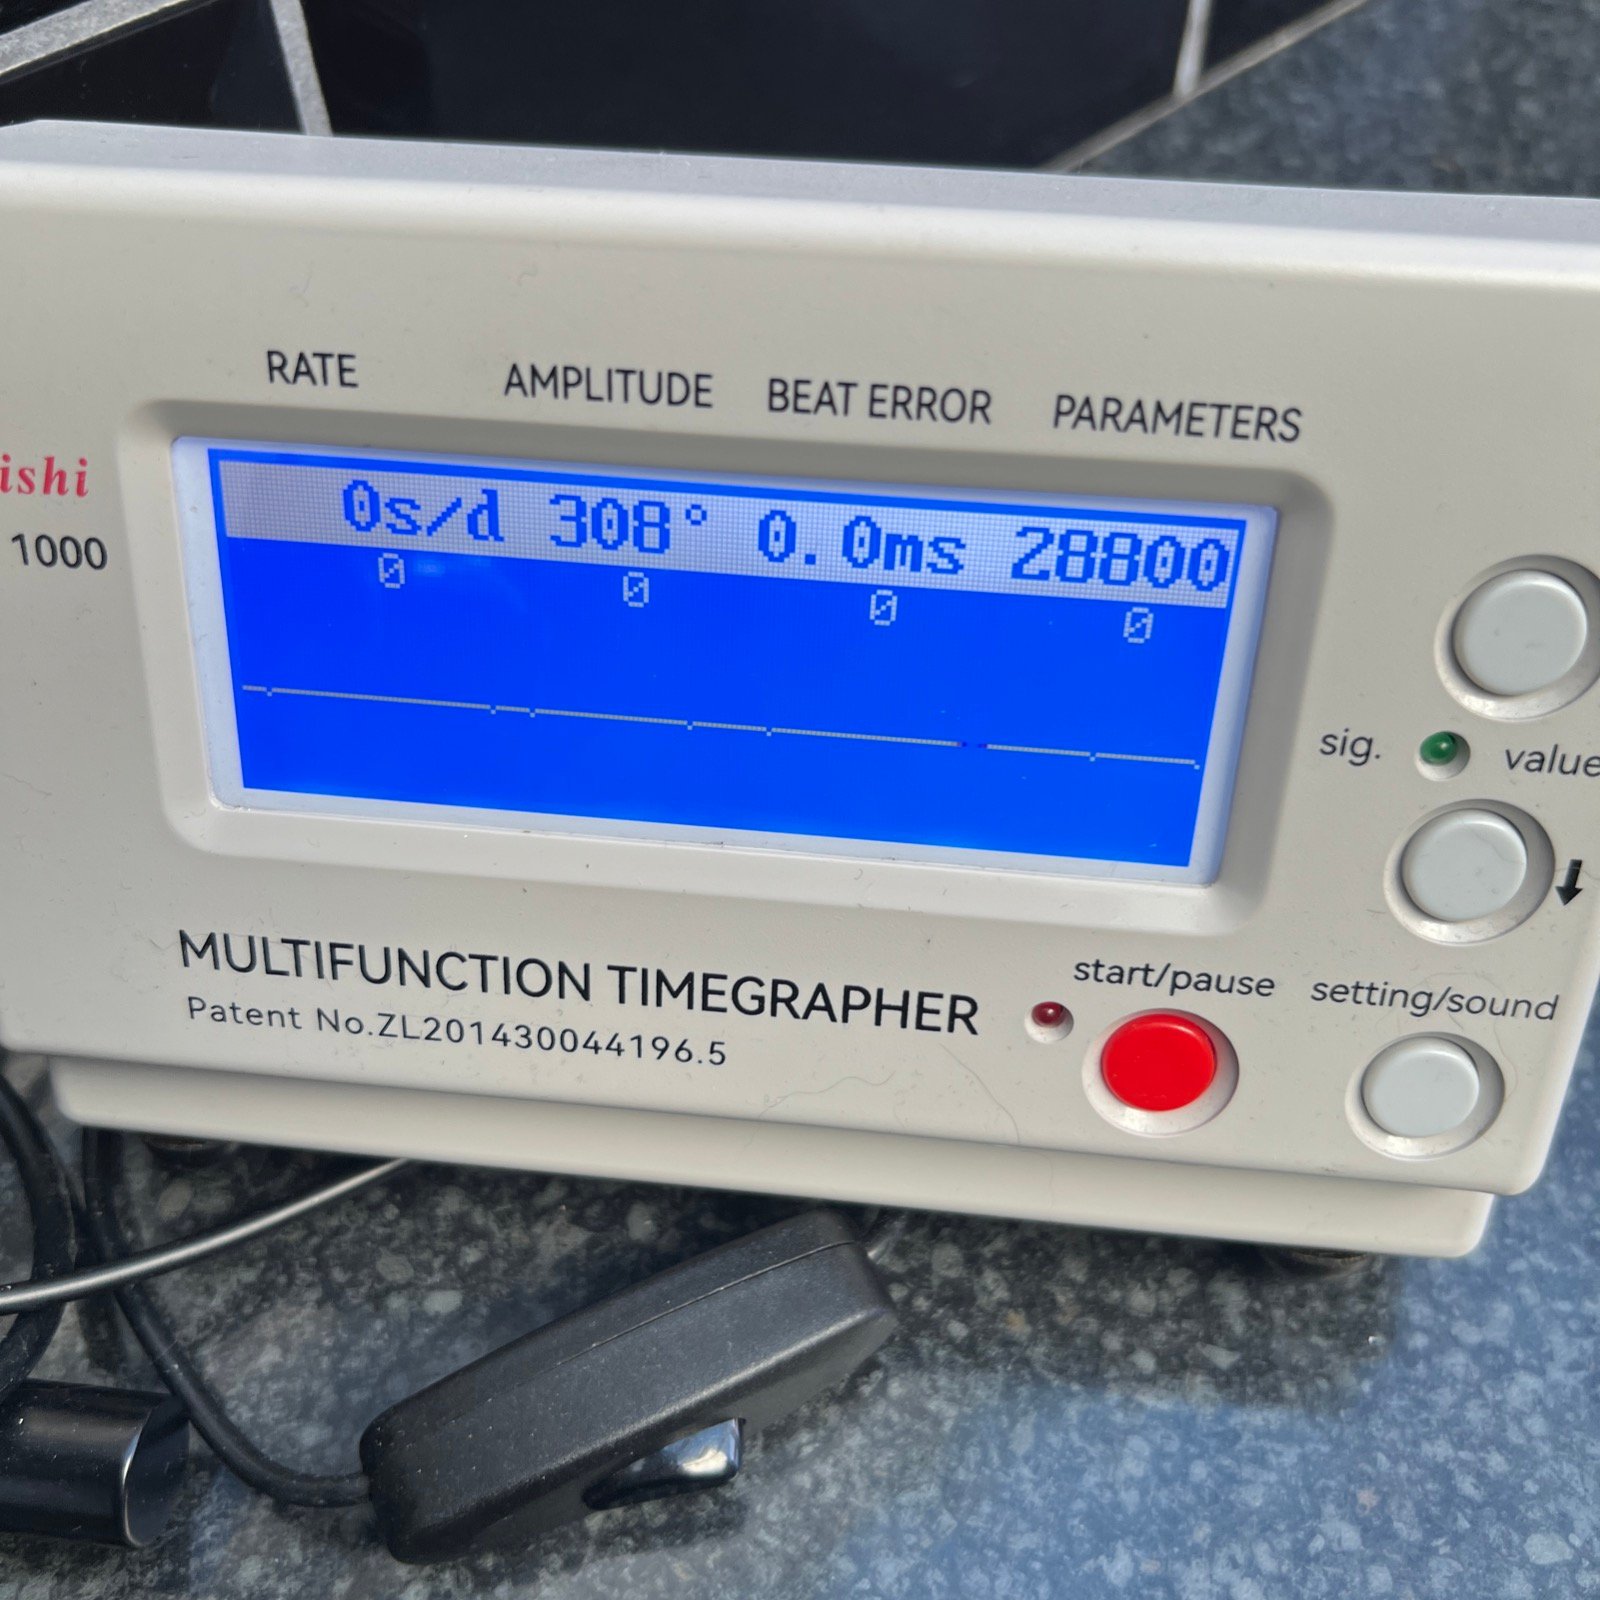 RATE AMPLITUDE BEAT ERROR PARAMETERS
ishi
1000
0s/d 308° 0.0ms 28800
0 0 0 0
sig. value
MULTIFUNCTION TIMEGRAPHER
Patent No.ZL201430044196.5
start/pause setting/sound